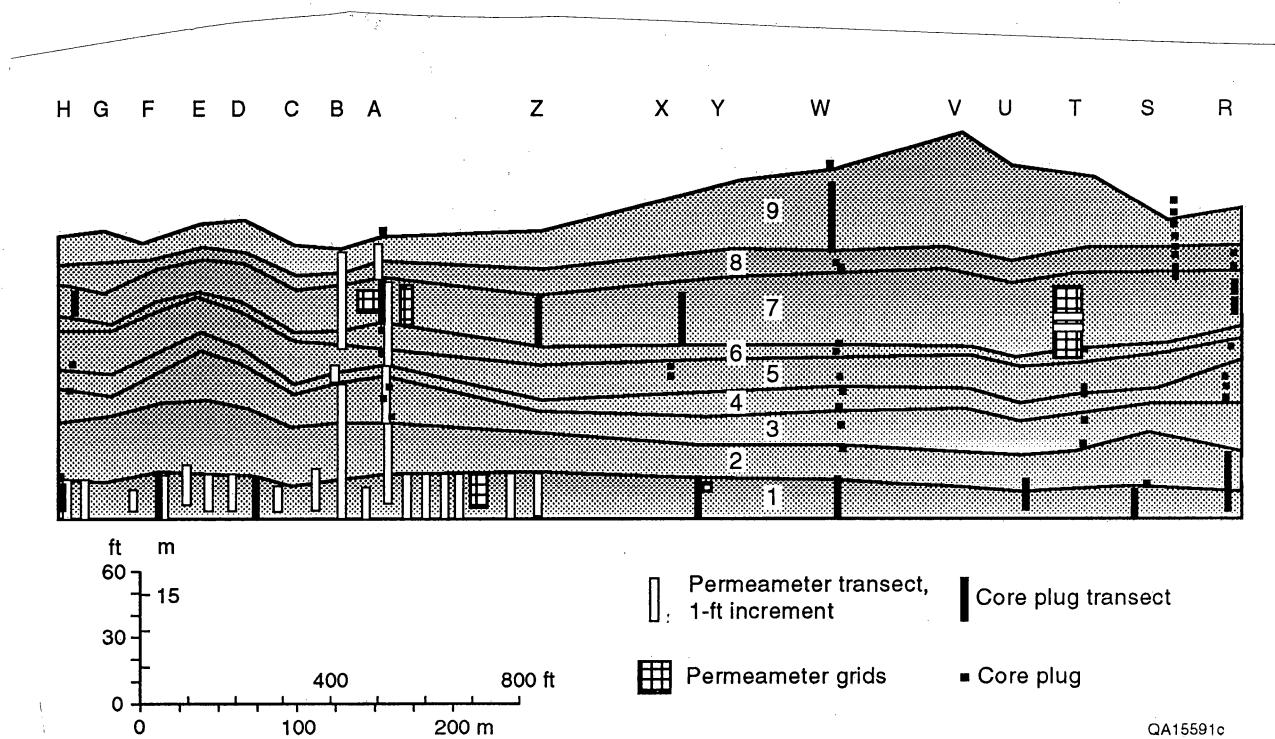 H G F E D C B A Z X Y W V U T S R
9
8
7
6
5
4
3
2
1
ft m
60
15
30
0
400 800 ft
0 100 200 m
Permeameter transect,
1-ft increment
Core plug transect
Permeameter grids
Core plug
QA15591c